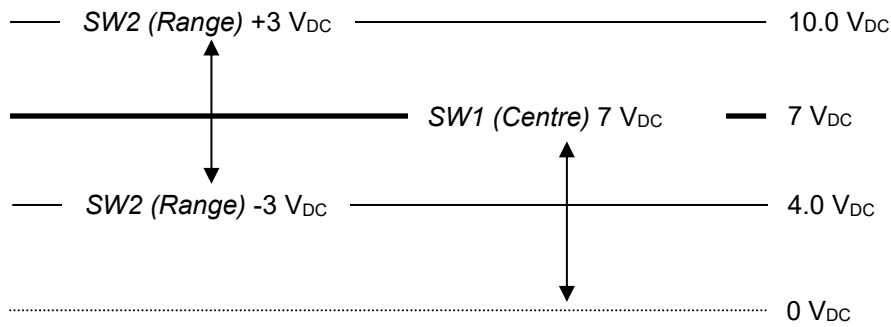 SW2 (Range) +3 VDC 10.0 VDC
SW1 (Centre) 7 VDC 7 VDC
SW2 (Range) -3 VDC 4.0 VDC
0 VDC